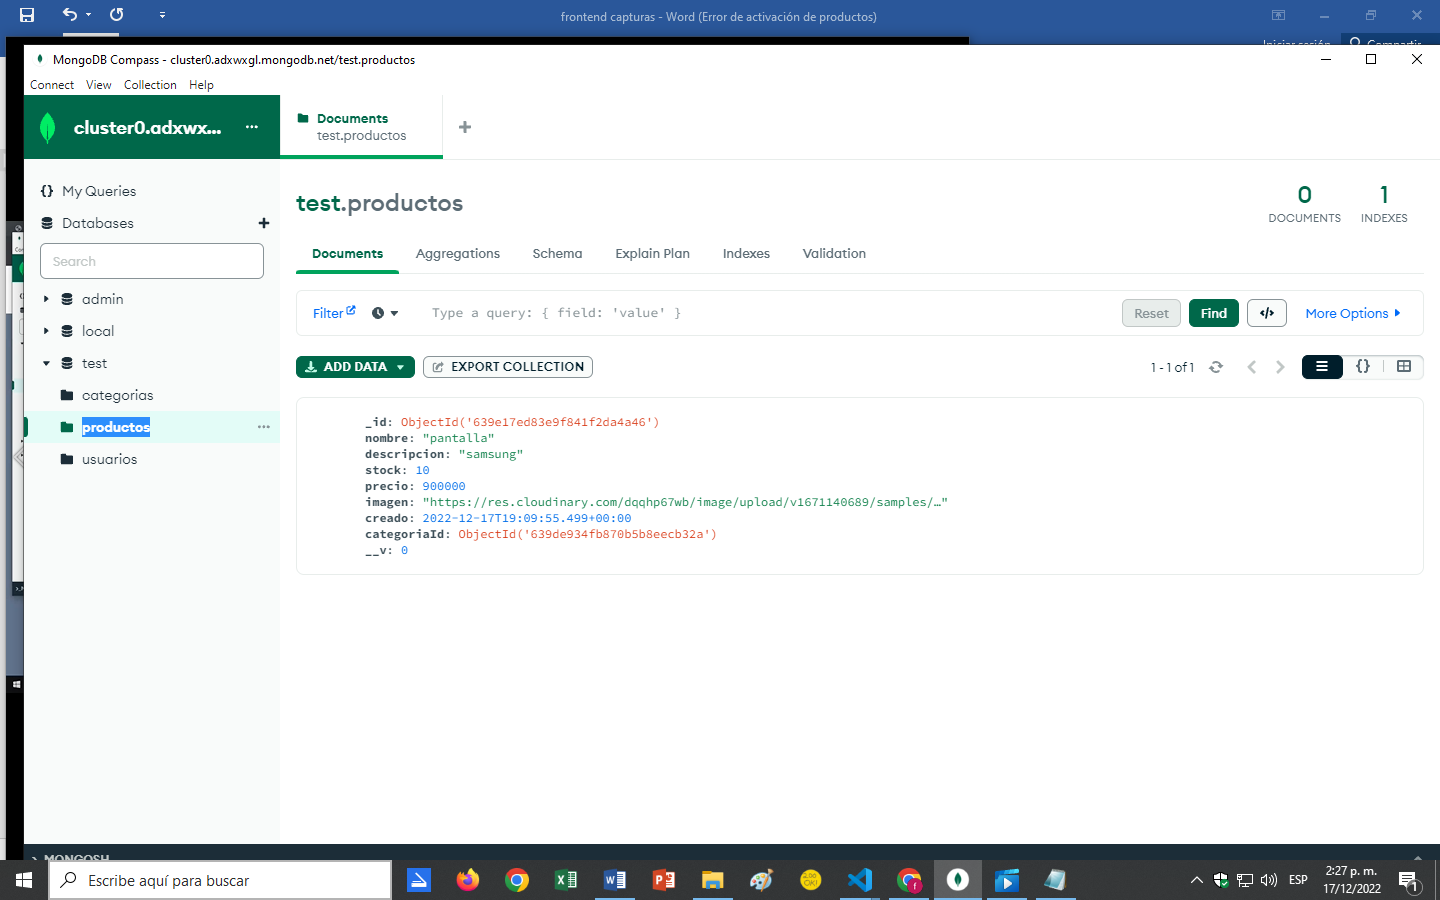 frontend capturas - Word (Error de activación de productos)
Iniciar sesión
Compartir
MongoDB Compass - cluster0.adxwxgl.mongodb.net/test.productos
Connect View Collection Help
cluster0.adxwx... ...
Documents
test.productos
+
{} My Queries
Databases +
Search
admin
local
test
categorias
productos ...
usuarios
test.productos
0
DOCUMENTS
1
INDEXES
Documents Aggregations Schema Explain Plan Indexes Validation
Filter
Type a query: { field: 'value' }
Reset Find </> More Options
ADD DATA EXPORT COLLECTION
1 - 1 of 1
{}
_id: ObjectId('639e17ed83e9f841f2da4a46')
nombre: "pantalla"
descripcion: "samsung"
stock: 10
precio: 900000
imagen: "https://res.cloudinary.com/dqqhp67wb/image/upload/v1671140689/samples/…"
creado: 2022-12-17T19:09:55.499+00:00
categoriaId: ObjectId('639de934fb870b5b8eecb32a')
__v: 0
>_MONGOSH
Escribe aquí para buscar
ESP
2:27 p. m.
17/12/2022
1